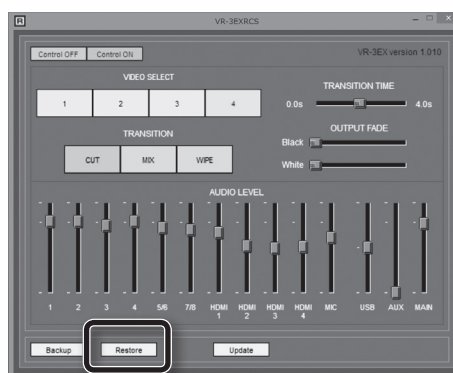 R VR-3EXRCS
Control OFF Control ON VR-3EX version 1.010
VIDEO SELECT
1 2 3 4
TRANSITION TIME
0.0s 4.0s
TRANSITION
CUT MIX WIPE
OUTPUT FADE
Black
White
AUDIO LEVEL
1 2 3 4 5/6 7/8 HDMI 1 HDMI 2 HDMI 3 HDMI 4 MIC USB AUX MAIN
Backup Restore Update